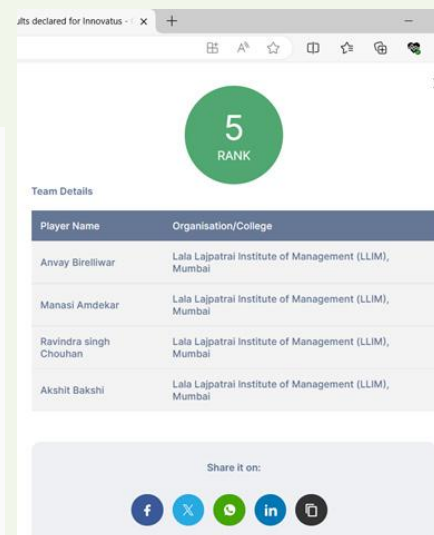 ults declared for Innovatus -
5
RANK
Team Details
Player Name Organisation/College
Anvay Birelliwar Lala Lajpatrai Institute of Management (LLIM),
Mumbai
Manasi Amdekar Lala Lajpatrai Institute of Management (LLIM),
Mumbai
Ravindra singh Lala Lajpatrai Institute of Management (LLIM),
Chouhan Mumbai
Akshit Bakshi Lala Lajpatrai Institute of Management (LLIM),
Mumbai
Share it on: